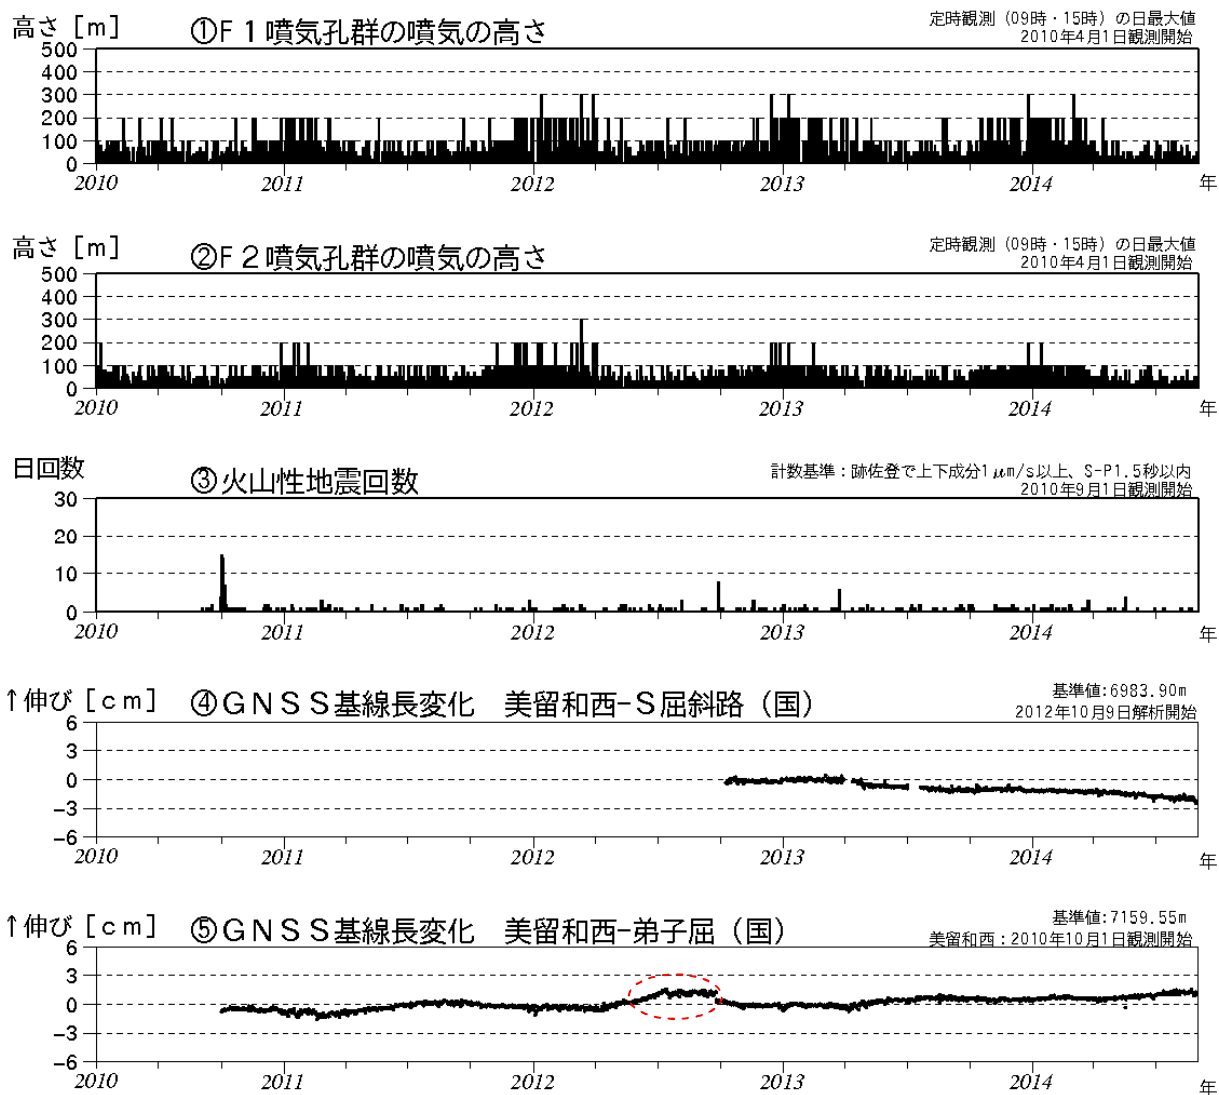 高さ [m] ①F1噴気孔群の噴気の高さ 定時観測 (09時・15時) の日最大値
2010年4月1日観測開始
500
400
300
200
100
0
2010 2011 2012 2013 2014 年
高さ [m] ②F2噴気孔群の噴気の高さ 定時観測 (09時・15時) の日最大値
2010年4月1日観測開始
500
400
300
200
100
0
2010 2011 2012 2013 2014 年
日回数 ③火山性地震回数 計数基準:跡佐登で上下成分1μm/s以上、S-P1.5秒以内
2010年9月1日観測開始
30
20
10
0
2010 2011 2012 2013 2014 年
↑伸び [cm] ④GNSS基線長変化 美留和西-S屈斜路(国) 基準値:6983.90m
2012年10月9日解析開始
6
3
0
-3
-6
2010 2011 2012 2013 2014 年
↑伸び [cm] ⑤GNSS基線長変化 美留和西-弟子屈(国) 基準値:7159.55m
美留和西:2010年10月1日観測開始
6
3
0
-3
-6
2010 2011 2012 2013 2014 年